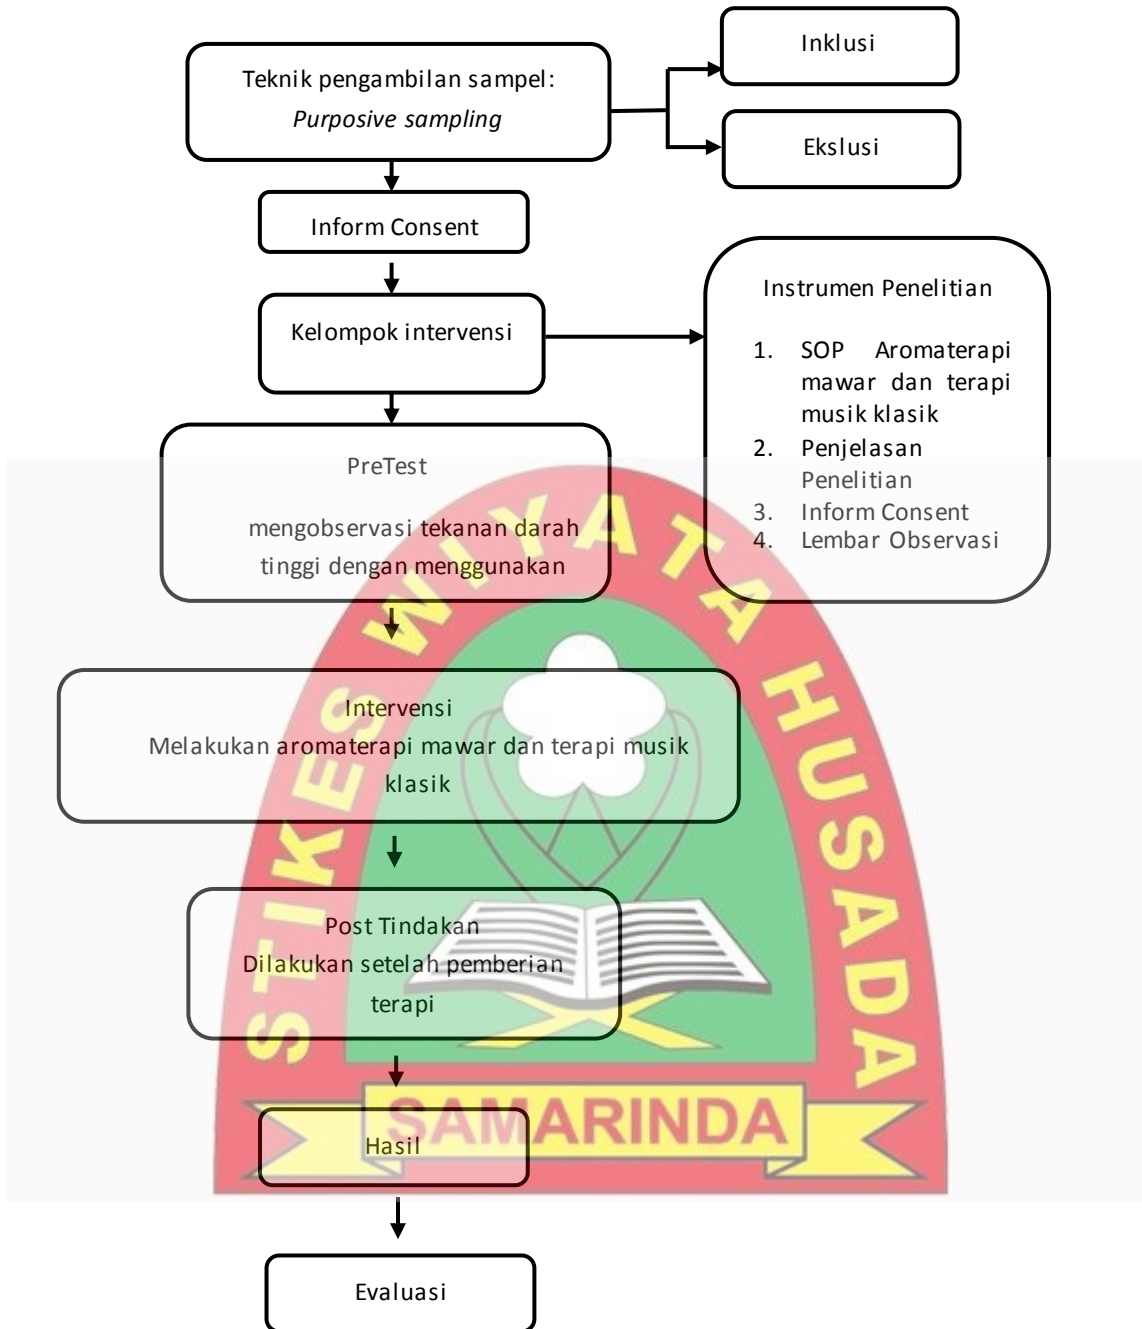 Teknik pengambilan sampel:
Purposive sampling
Inklusi
Ekslusi
Inform Consent
Kelompok intervensi
Instrumen Penelitian
1. SOP Aromaterapi
mawar dan terapi
musik klasik
2. Penjelasan
Penelitian
3. Inform Consent
4. Lembar Observasi
PreTest
mengobservasi tekanan darah
tinggi dengan menggunakan
Intervensi
Melakukan aromaterapi mawar dan terapi musik
klasik
Post Tindakan
Dilakukan setelah pemberian
terapi
Hasil
Evaluasi
STIKES WIYATA HUSADA
SAMARINDA